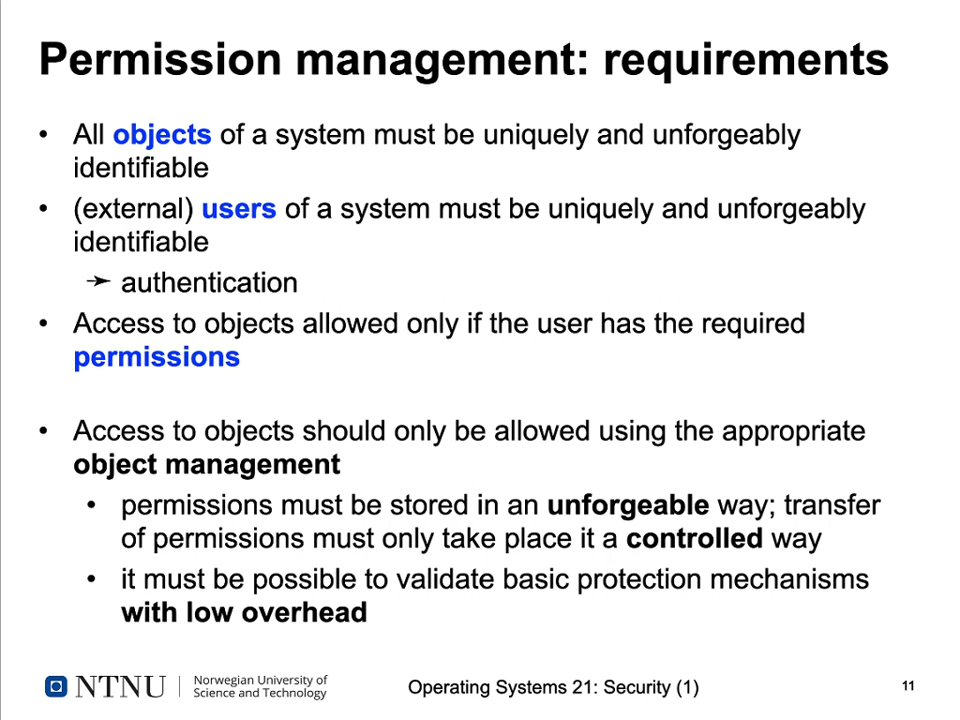 Permission management: requirements
• All objects of a system must be uniquely and unforgeably
identifiable
• (external) users of a system must be uniquely and unforgeably
identifiable
➛ authentication
• Access to objects allowed only if the user has the required
permissions
• Access to objects should only be allowed using the appropriate
object management
• permissions must be stored in an unforgeable way; transfer
of permissions must only take place it a controlled way
• it must be possible to validate basic protection mechanisms
with low overhead
NTNU
Norwegian University of
Science and Technology
Operating Systems 21: Security (1)
11